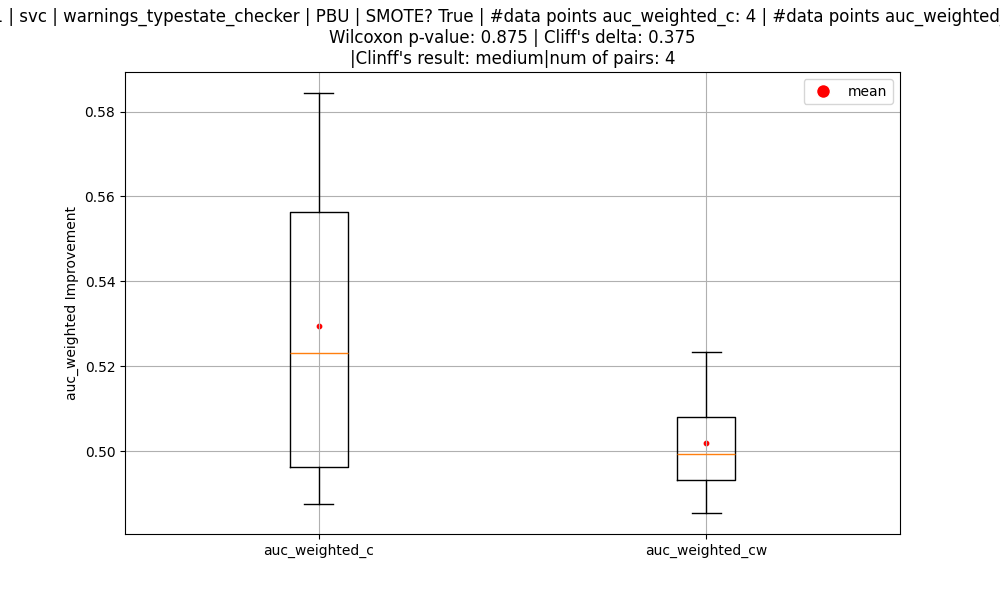 | svc | warnings_typestate_checker | PBU | SMOTE? True | #data points auc_weighted_c: 4 | #data points auc_weighted
Wilcoxon p-value: 0.875 | Cliff's delta: 0.375
|Clinff's result: medium|num of pairs: 4
mean
0.58
0.56
0.54
0.52
0.50
auc_weighted Improvement
auc_weighted_c
auc_weighted_cw